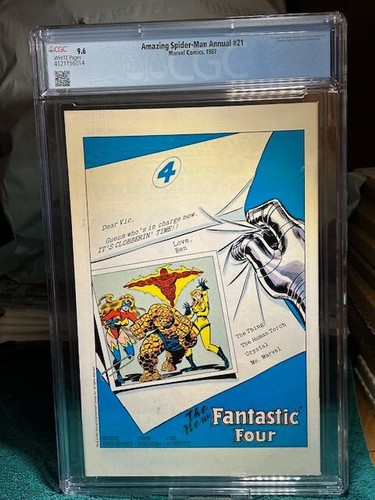 CGC
9.6
WHITE Pages
4121156014
Amazing Spider-Man Annual #21
Marvel Comics, 1987
CGC
4
Dear Vic,
Guess who's in charge now.
IT'S CLOBBERIN' TIME!!
Love,
Ben
The Thing
The Human Torch
Crystal
Ms. Marvel
The New
Fantastic
Four